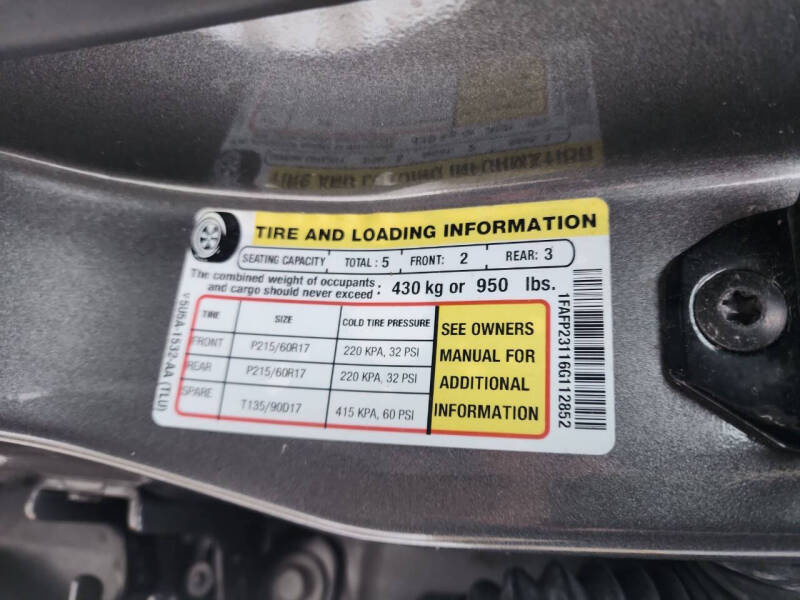 TIRE AND LOADING INFORMATION
SEATING CAPACITY TOTAL : 5 FRONT: 2 REAR: 3
The combined weight of occupants
and cargo should never exceed : 430 kg or 950 lbs.
TIRE SIZE COLD TIRE PRESSURE
FRONT P215/60R17 220 KPA, 32 PSI
REAR P215/60R17 220 KPA, 32 PSI
SPARE T135/90D17 415 KPA, 60 PSI
SEE OWNERS
MANUAL FOR
ADDITIONAL
INFORMATION
1FAFP23116G112852